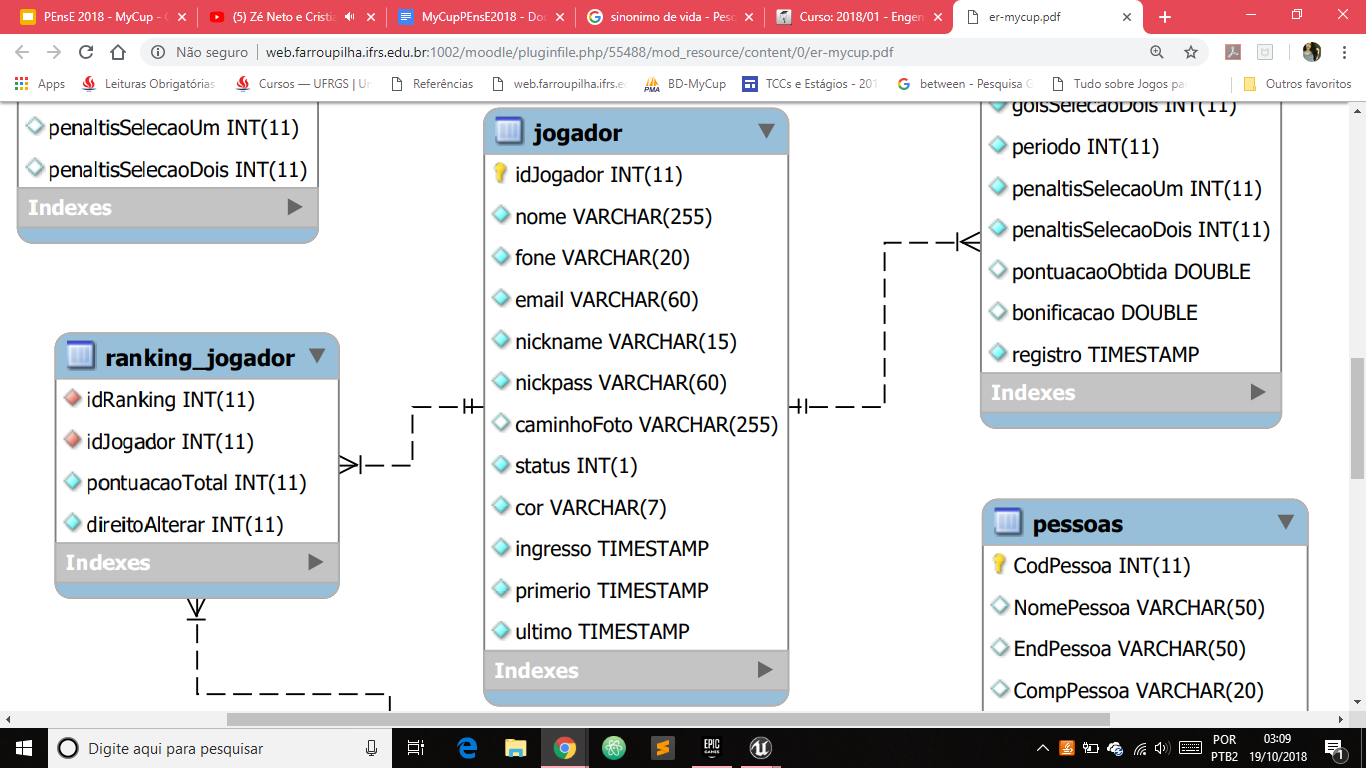 PEnsE 2018 - MyCup - G
(5) Zé Neto e Cristia
MyCupPEnsE2018 - Do
sinonimo de vida - Pesc
Curso: 2018/01 - Engen
er-mycup.pdf
Não seguro
web.farroupilha.ifrs.edu.br:1002/moodle/pluginfile.php/55488/mod_resource/content/0/er-mycup.pdf
Apps
Leituras Obrigatórias
Cursos — UFRGS | Un
Referências
web.farroupilha.ifrs.e
BD-MyCup
TCCs e Estágios - 201
between - Pesquisa G
Tudo sobre Jogos pa
Outros favoritos
penaltisSelecaoUm INT(11)
penaltisSelecaoDois INT(11)
Indexes
ranking_jogador
idRanking INT(11)
idJogador INT(11)
pontuacaoTotal INT(11)
direitoAlterar INT(11)
Indexes
jogador
idJogador INT(11)
nome VARCHAR(255)
fone VARCHAR(20)
email VARCHAR(60)
nickname VARCHAR(15)
nickpass VARCHAR(60)
caminhoFoto VARCHAR(255)
status INT(1)
cor VARCHAR(7)
ingresso TIMESTAMP
primerio TIMESTAMP
ultimo TIMESTAMP
Indexes
golsSelecaoDois INT(11)
periodo INT(11)
penaltisSelecaoUm INT(11)
penaltisSelecaoDois INT(11)
pontuacaoObtida DOUBLE
bonificacao DOUBLE
registro TIMESTAMP
Indexes
pessoas
CodPessoa INT(11)
NomePessoa VARCHAR(50)
EndPessoa VARCHAR(50)
CompPessoa VARCHAR(20)
Digite aqui para pesquisar
EPIC
GAMES
POR
PTB2
03:09
19/10/2018
1